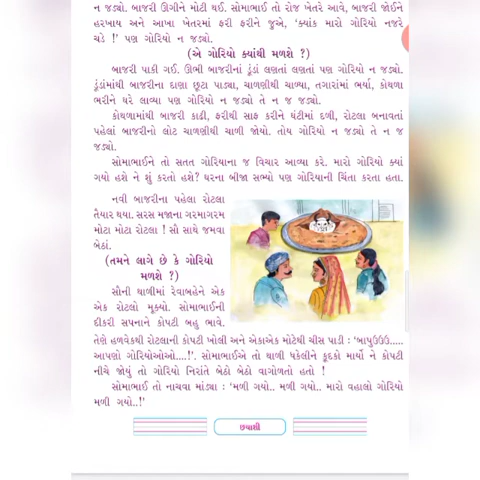 ન જડ્યો. બાજરી ઊગીને મોટી થઈ. સોમાભાઈ તો રોજ ખેતરે આવે, બાજરી જોઈને
હરખાય અને આખા ખેતરમાં ફરી ફરીને જુએ, ‘ક્યાંક મારો ગોરિયો નજરે
ચડે !’ પણ ગોરિયો ન જડ્યો.
(એ ગોરિયો ક્યાંથી મળશે ?)
બાજરી પાકી ગઈ. ઊભી બાજરીનાં ડૂંડાં લણતાં લણતાં પણ ગોરિયો ન જડ્યો.
ડૂંડાંમાંથી બાજરીના દાણા છૂટા પાડ્યા, ચાળણીથી ચાળ્યા, તગારાંમાં ભર્યા, કોથળા
ભરીને ઘરે લાવ્યા પણ ગોરિયો ન જડ્યો તે ન જ જડ્યો.
કોથળામાંથી બાજરી કાઢી, ફરીથી સાફ કરીને ઘંટીમાં દળી, રોટલા બનાવતાં
પહેલાં બાજરીનો લોટ ચાળણીથી ચાળી જોયો. તોય ગોરિયો ન જડ્યો તે ન જ
જડ્યો.
સોમાભાઈને તો સતત ગોરિયાના જ વિચાર આવ્યા કરે. મારો ગોરિયો ક્યાં
ગયો હશે ને શું કરતો હશે? ઘરના બીજા સભ્યો પણ ગોરિયાની ચિંતા કરતા હતા.
નવી બાજરીના પહેલા રોટલા
તૈયાર થયા. સરસ મજાના ગરમાગરમ
મોટા મોટા રોટલા ! સૌ સાથે જમવા
બેઠાં.
(તમને લાગે છે કે ગોરિયો
મળશે ?)
સૌની થાળીમાં રેવાબહેને એક
એક રોટલો મૂક્યો. સોમાભાઈની
દીકરી સપનાને કોપટી બહુ ભાવે.
તેણે હળવેકથી રોટલાની કોપટી ખોલી અને એકાએક મોટેથી ચીસ પાડી : ‘બાપુઉઉઉ.....
આપણો ગોરિયોઓઓ....!’. સોમાભાઈએ તો થાળી ધકેલીને કૂદકો માર્યો ને કોપટી
નીચે જોયું તો ગોરિયો નિરાંતે બેઠો બેઠો વાગોળતો હતો !
સોમાભાઈ તો નાચવા માંડ્યા : ‘મળી ગયો.. મળી ગયો.. મારો વહાલો ગોરિયો
મળી ગયો..!’
છયાશી